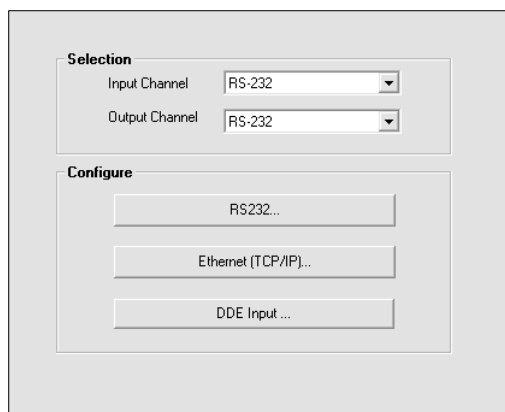 Selection
Input Channel RS-232
Output Channel RS-232
Configure
RS232...
Ethernet (TCP/IP)...
DDE Input ...